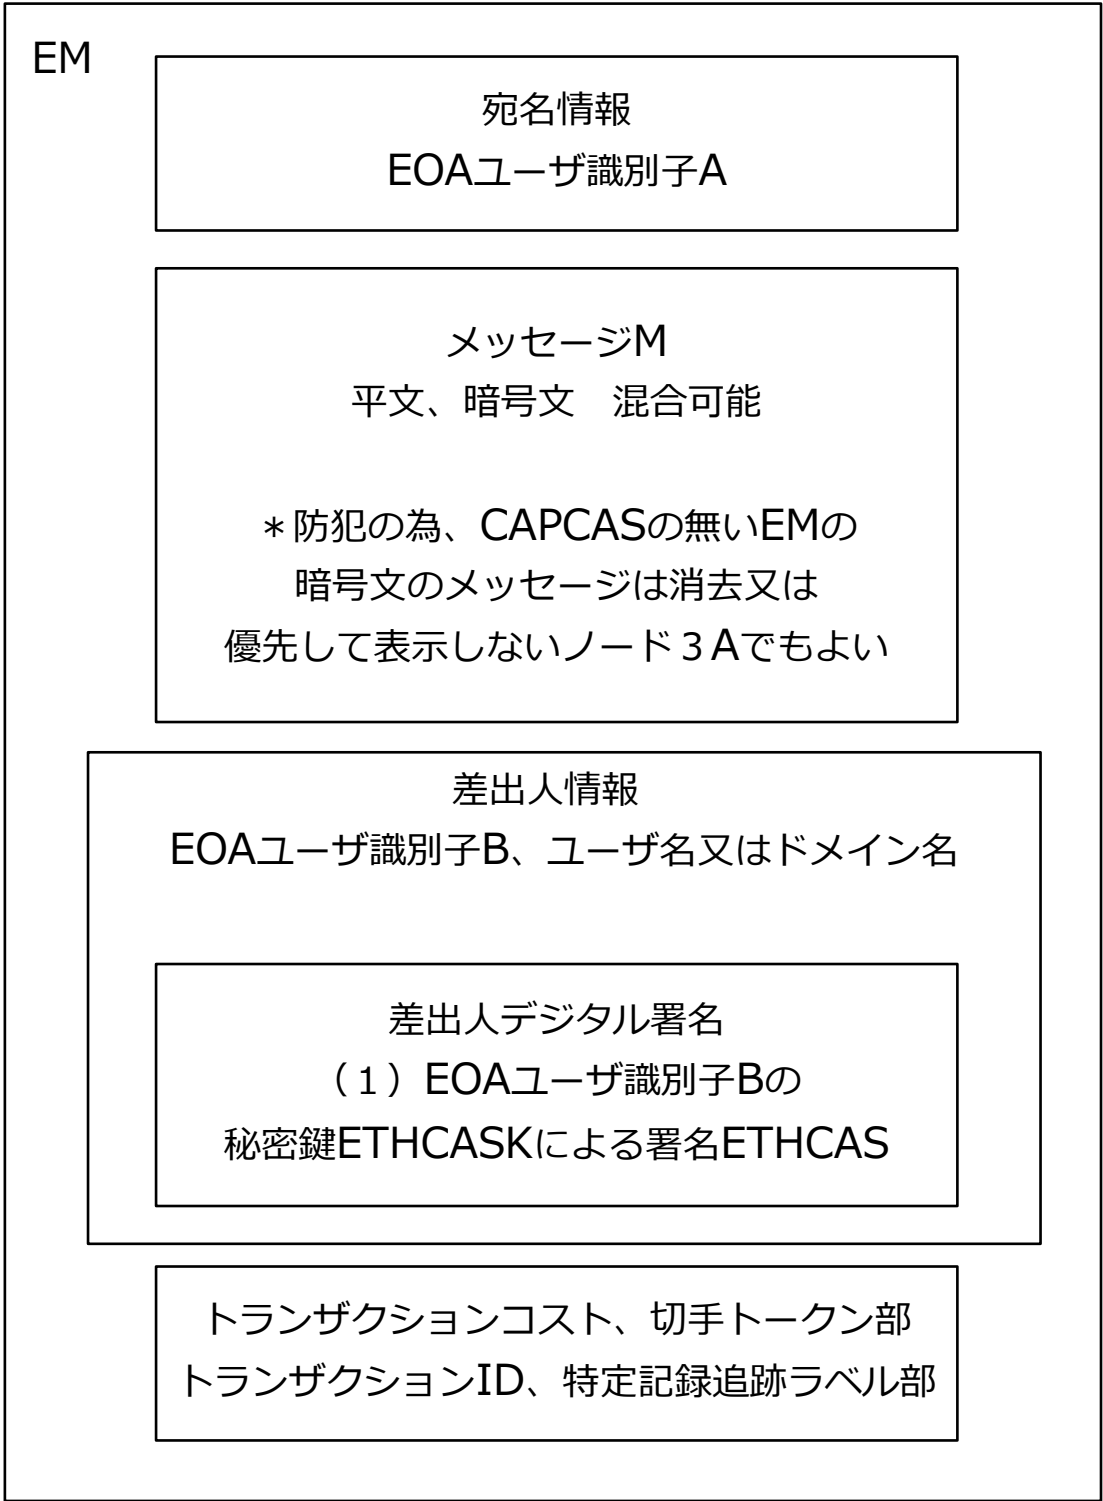 EM
宛名情報
EOAユーザ識別子A
メッセージM
平文、暗号文　混合可能
＊防犯の為、CAPCASの無いEMの
暗号文のメッセージは消去又は
優先して表示しないノード３Aでもよい
差出人情報
EOAユーザ識別子B、ユーザ名又はドメイン名
差出人デジタル署名
（１）EOAユーザ識別子Bの
秘密鍵ETHCASKによる署名ETHCAS
トランザクションコスト、切手トークン部
トランザクションID、特定記録追跡ラベル部